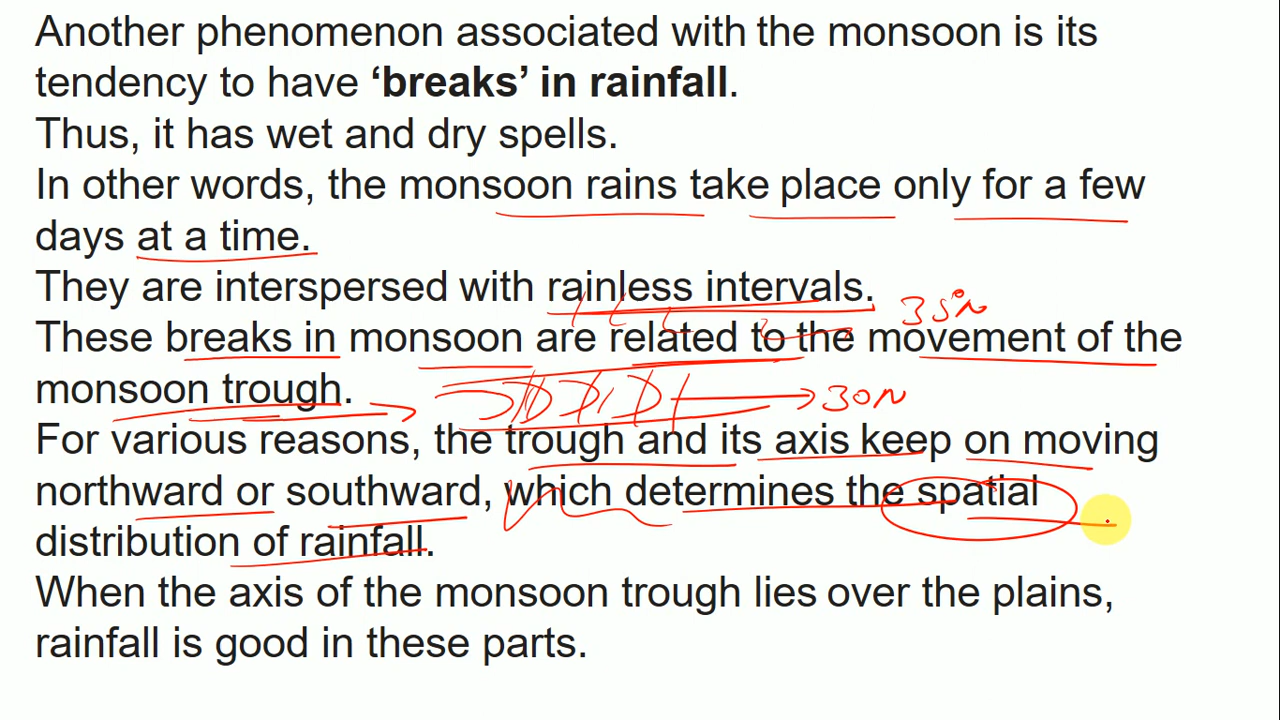 Another phenomenon associated with the monsoon is its
tendency to have ‘breaks’ in rainfall.
Thus, it has wet and dry spells.
In other words, the monsoon rains take place only for a few
days at a time.
They are interspersed with rainless intervals.
35°N
These breaks in monsoon are related to the movement of the
monsoon trough.
30N
For various reasons, the trough and its axis keep on moving
northward or southward, which determines the spatial
distribution of rainfall.
When the axis of the monsoon trough lies over the plains,
rainfall is good in these parts.